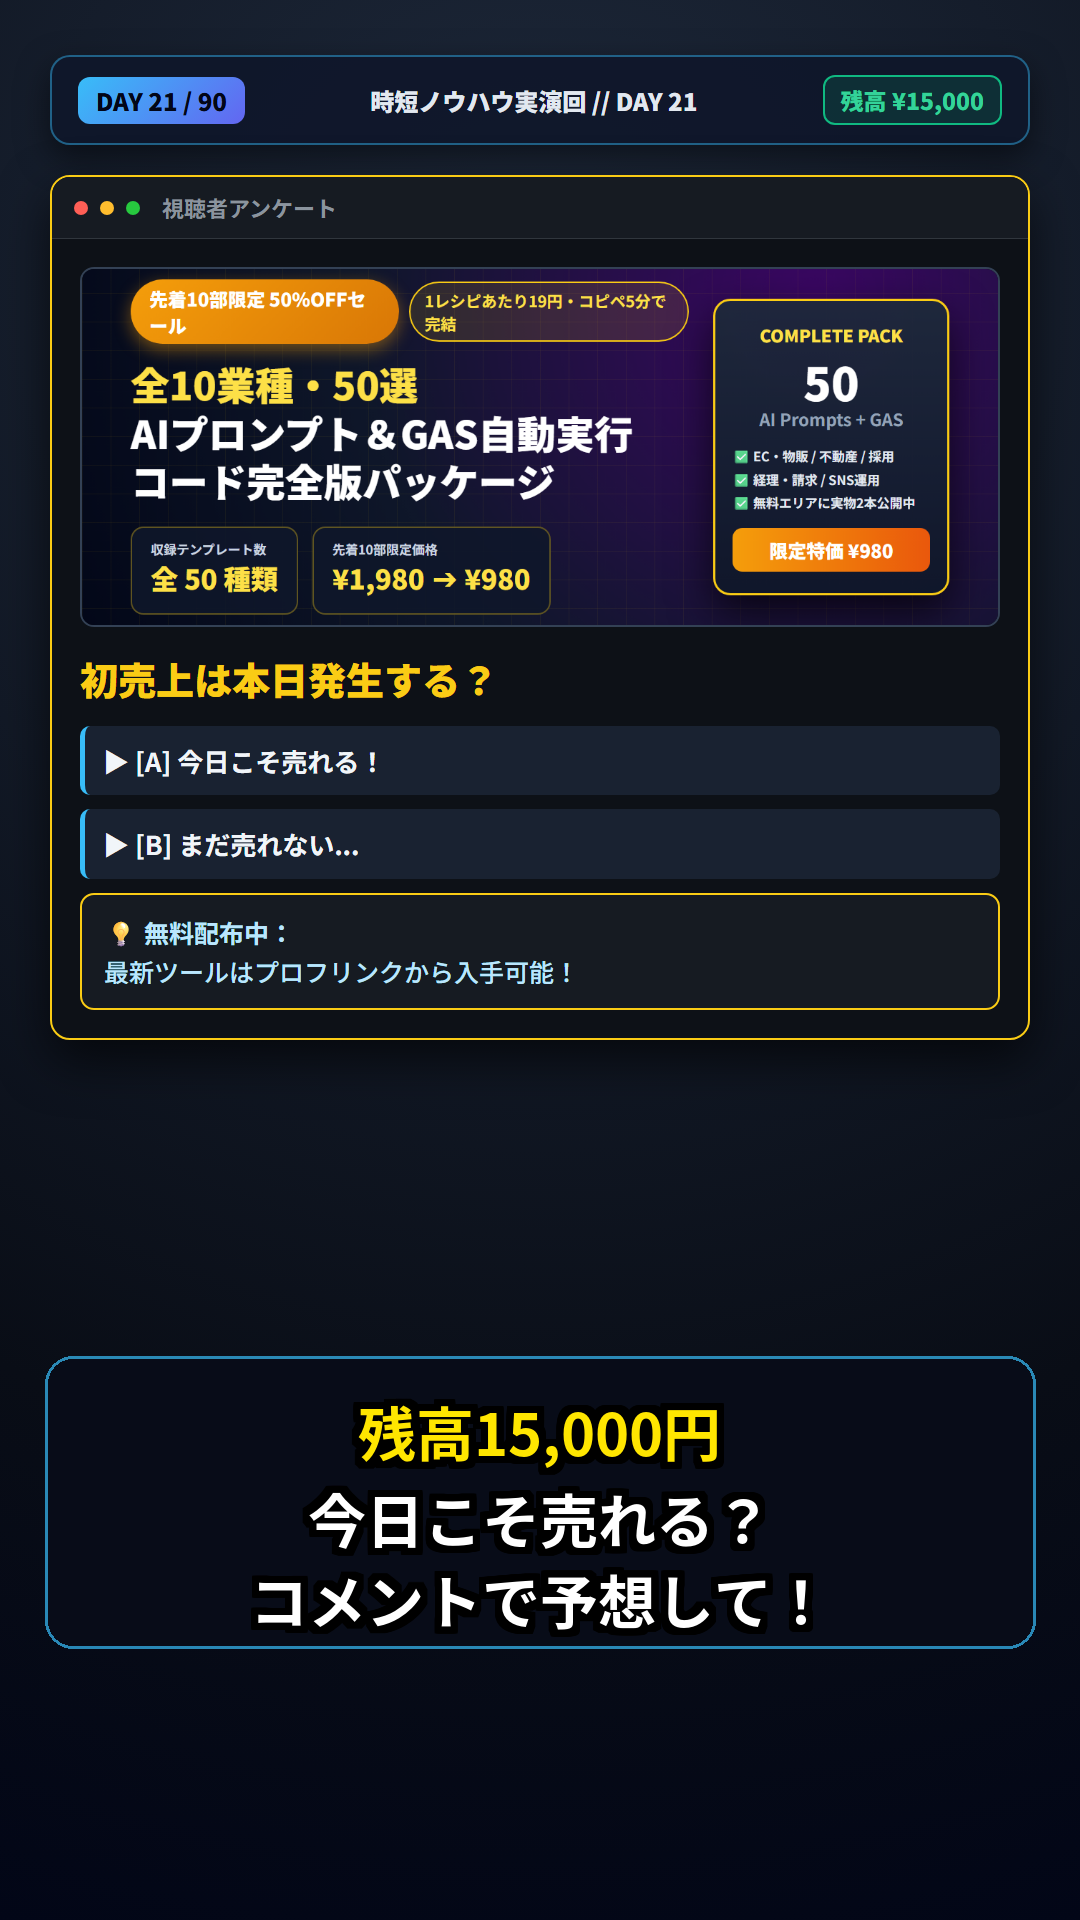 DAY 21 / 90
時短ノウハウ実演回 // DAY 21
残高 ¥15,000
視聴者アンケート
先着10部限定 50%OFFセ
ール
1レシピあたり19円・コピペ5分で
完結
全10業種・50選
AIプロンプト＆GAS自動実行
コード完全版パッケージ
収録テンプレート数
全 50 種類
先着10部限定価格
¥1,980 → ¥980
COMPLETE PACK
50
AI Prompts + GAS
✅ EC・物販 / 不動産 / 採用
✅ 経理・請求 / SNS運用
✅ 無料エリアに実物2本公開中
限定特価 ¥980
初売上は本日発生する？
▶ [A] 今日こそ売れる！
▶ [B] まだ売れない...
💡 無料配布中：
最新ツールはプロフリンクから入手可能！
残高15,000円
今日こそ売れる？
コメントで予想して！